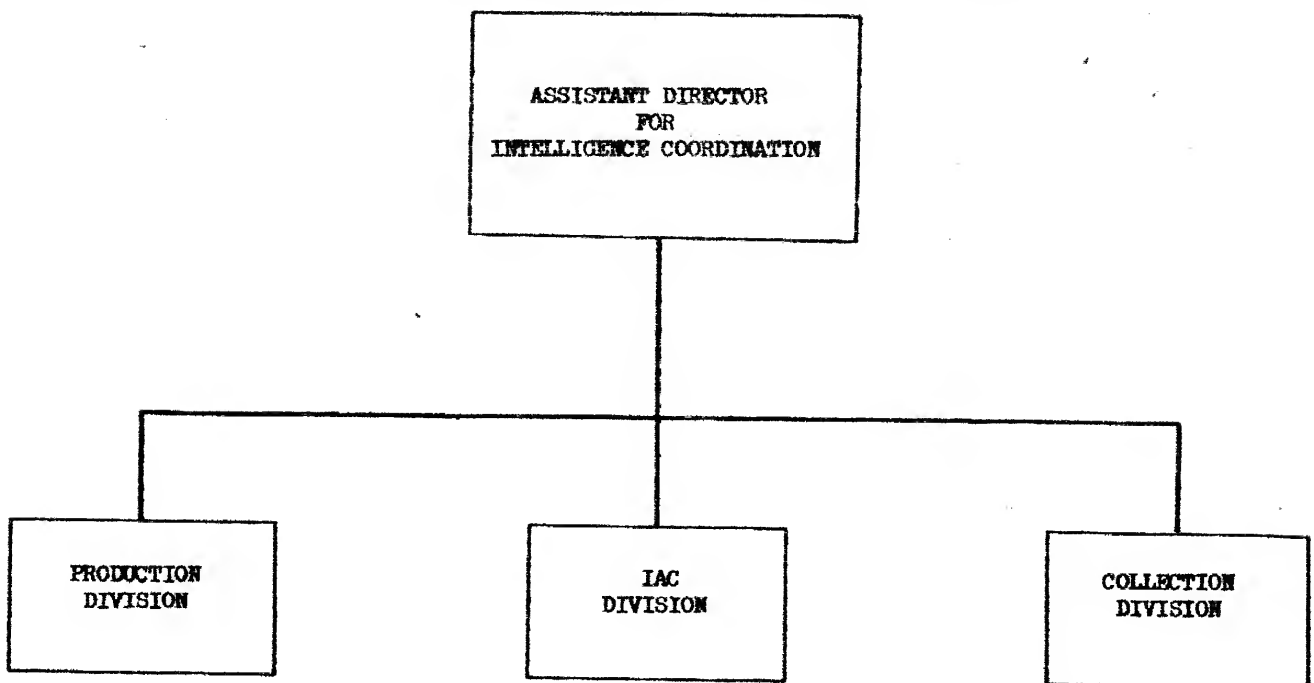 ASSISTANT DIRECTOR
FOR
INTELLIGENCE COORDINATION
PRODUCTION
DIVISION
IAC
DIVISION
COLLECTION
DIVISION